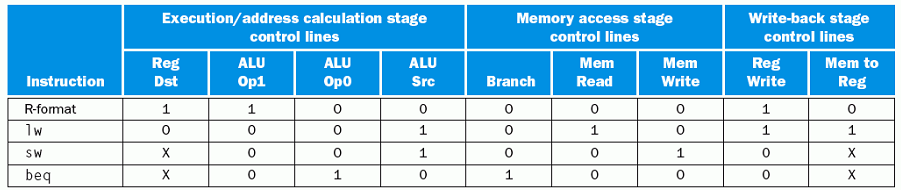 Execution/address calculation stage control lines Memory access stage control lines Write-back stage control lines
Instruction Reg Dst ALU Op1 ALU Op0 ALU Src Branch Mem Read Mem Write Reg Write Mem to Reg
R-format 1 1 0 0 0 0 0 1 0
lw 0 0 0 1 0 1 0 1 1
sw X 0 0 1 0 0 1 0 X
beq X 0 1 0 1 0 0 0 X